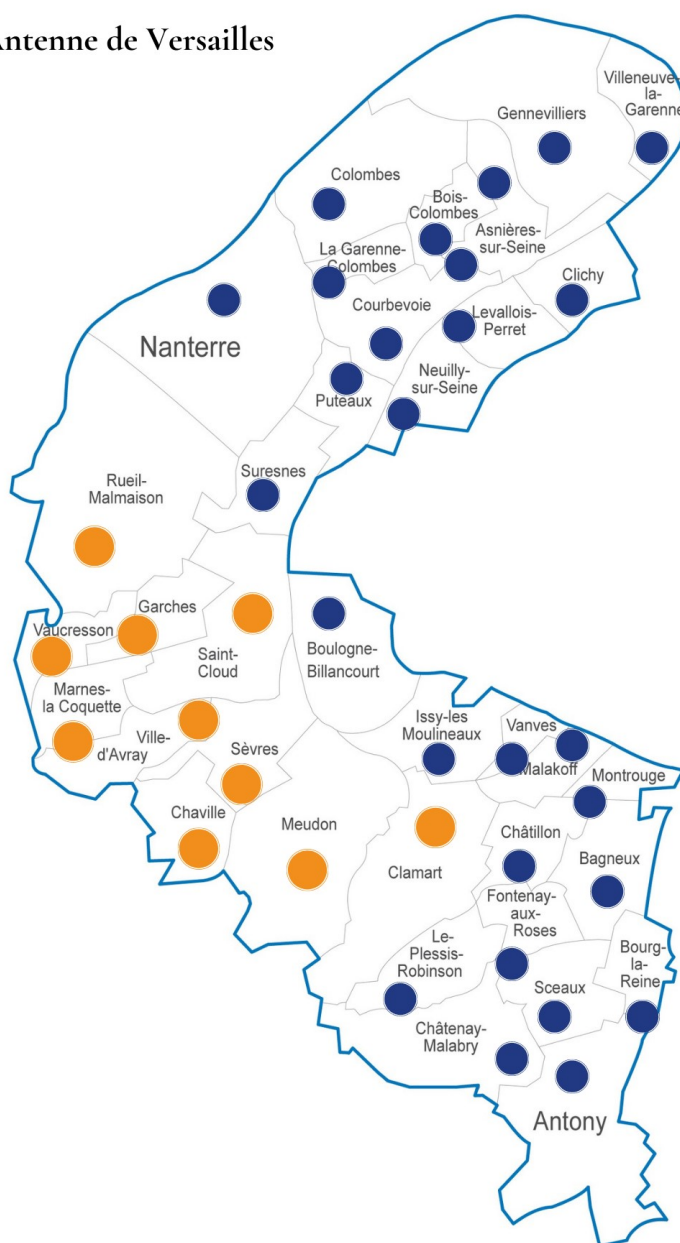 Antenne de Versailles
Villeneuve-
la-
Garenne
Gennevilliers
Colombes
Bois-
Colombes
Asnières-
sur-Seine
La Garenne-
Colombes
Clichy
Courbevoie
Levallois-
Perret
Nanterre
Neuilly-
sur-Seine
Puteaux
Suresnes
Rueil-
Malmaison
Garches
Vaucresson
Saint-
Cloud
Boulogne-
Billancourt
Marnes-
la Coquette
Ville-
d'Avray
Sèvres
Issy-les
Moulineaux
Vanves
Malakoff
Montrouge
Chaville
Meudon
Châtillon
Clamart
Bagneux
Fontenay-
aux-
Roses
Le-
Plessis-
Robinson
Bourg-
la-
Reine
Sceaux
Châtenay-
Malabry
Antony